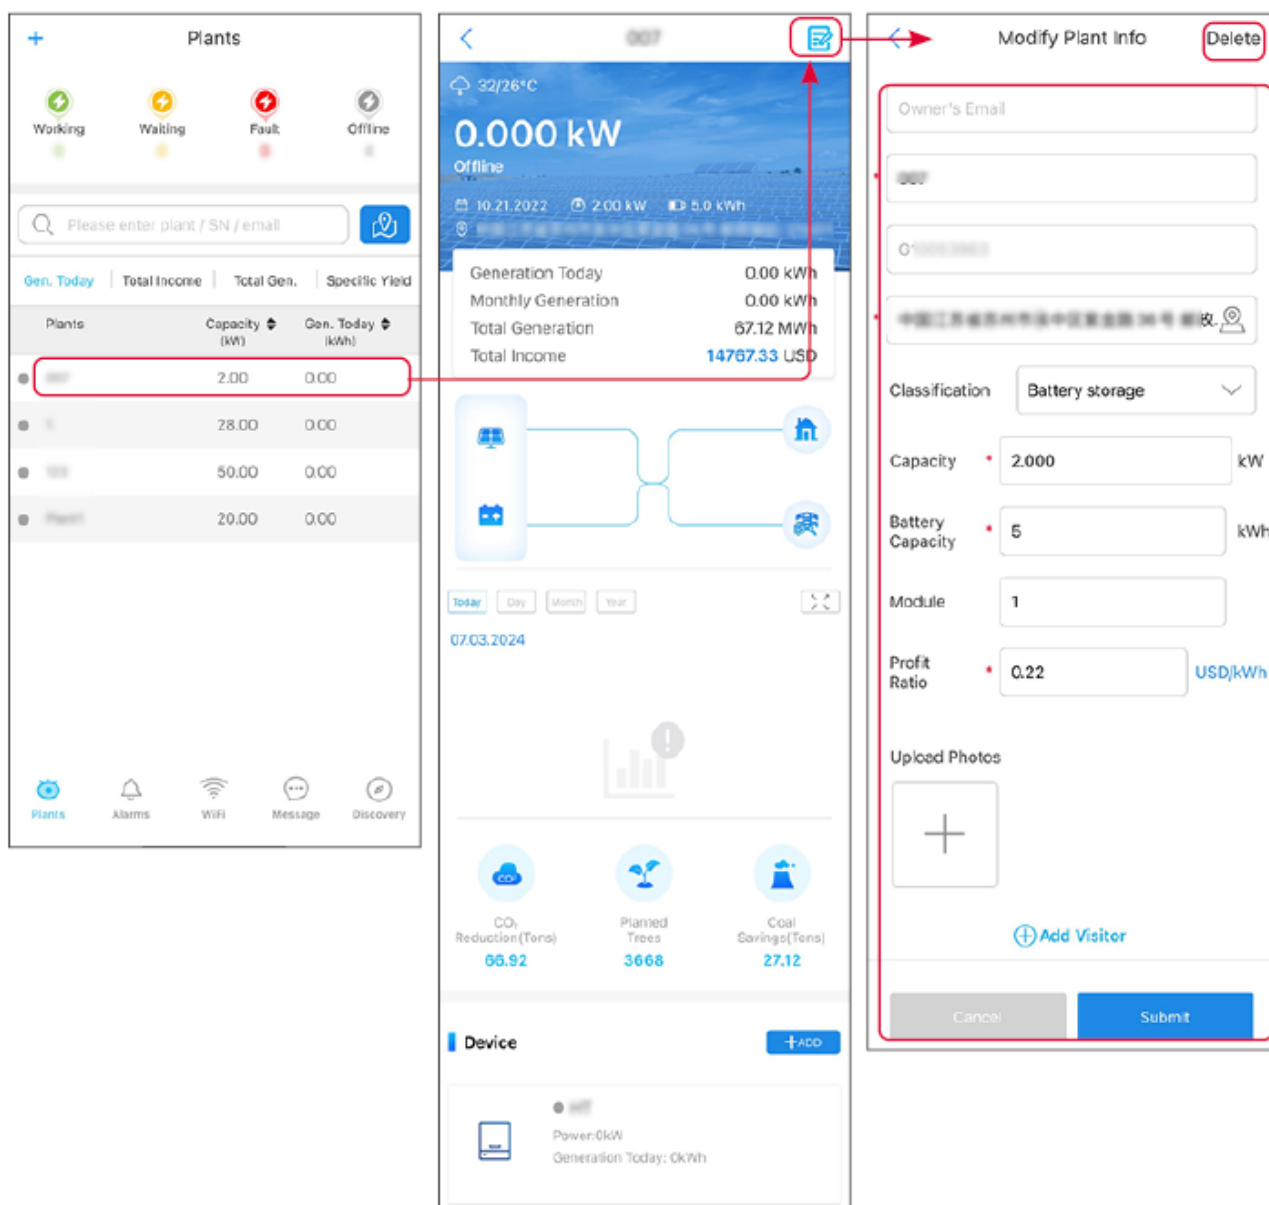 Plants
Working
Waiting
Fault
Offline
Please enter plant / SN / email
Gen. Today
Total Income
Total Gen.
Specific Yield
Plants
Capacity
(kW)
Gen. Today
(kWh)
2.00
0.00
28.00
0.00
50.00
0.00
20.00
0.00
Plants
Alarms
WiFi
Message
Discovery
007
32/26°C
0.000 kW
Offline
10.21.2022
2.00 kW
5.0 kWh
Generation Today
0.00 kWh
Monthly Generation
0.00 kWh
Total Generation
67.12 MWh
Total Income
14767.33 USD
Today
Day
Month
Year
07.03.2024
CO₂
Reduction(Tons)
66.92
Planted
Trees
3668
Coal
Savings(Tons)
27.12
Device
ADD
HT
Power:0kW
Generation Today: 0kWh
Modify Plant Info
Delete
Owner's Email
007
Classification
Battery storage
Capacity
*
2.000
kW
Battery
Capacity
*
5
kWh
Module
1
Profit
Ratio
*
0.22
USD/kWh
Upload Photos
Add Visitor
Cancel
Submit